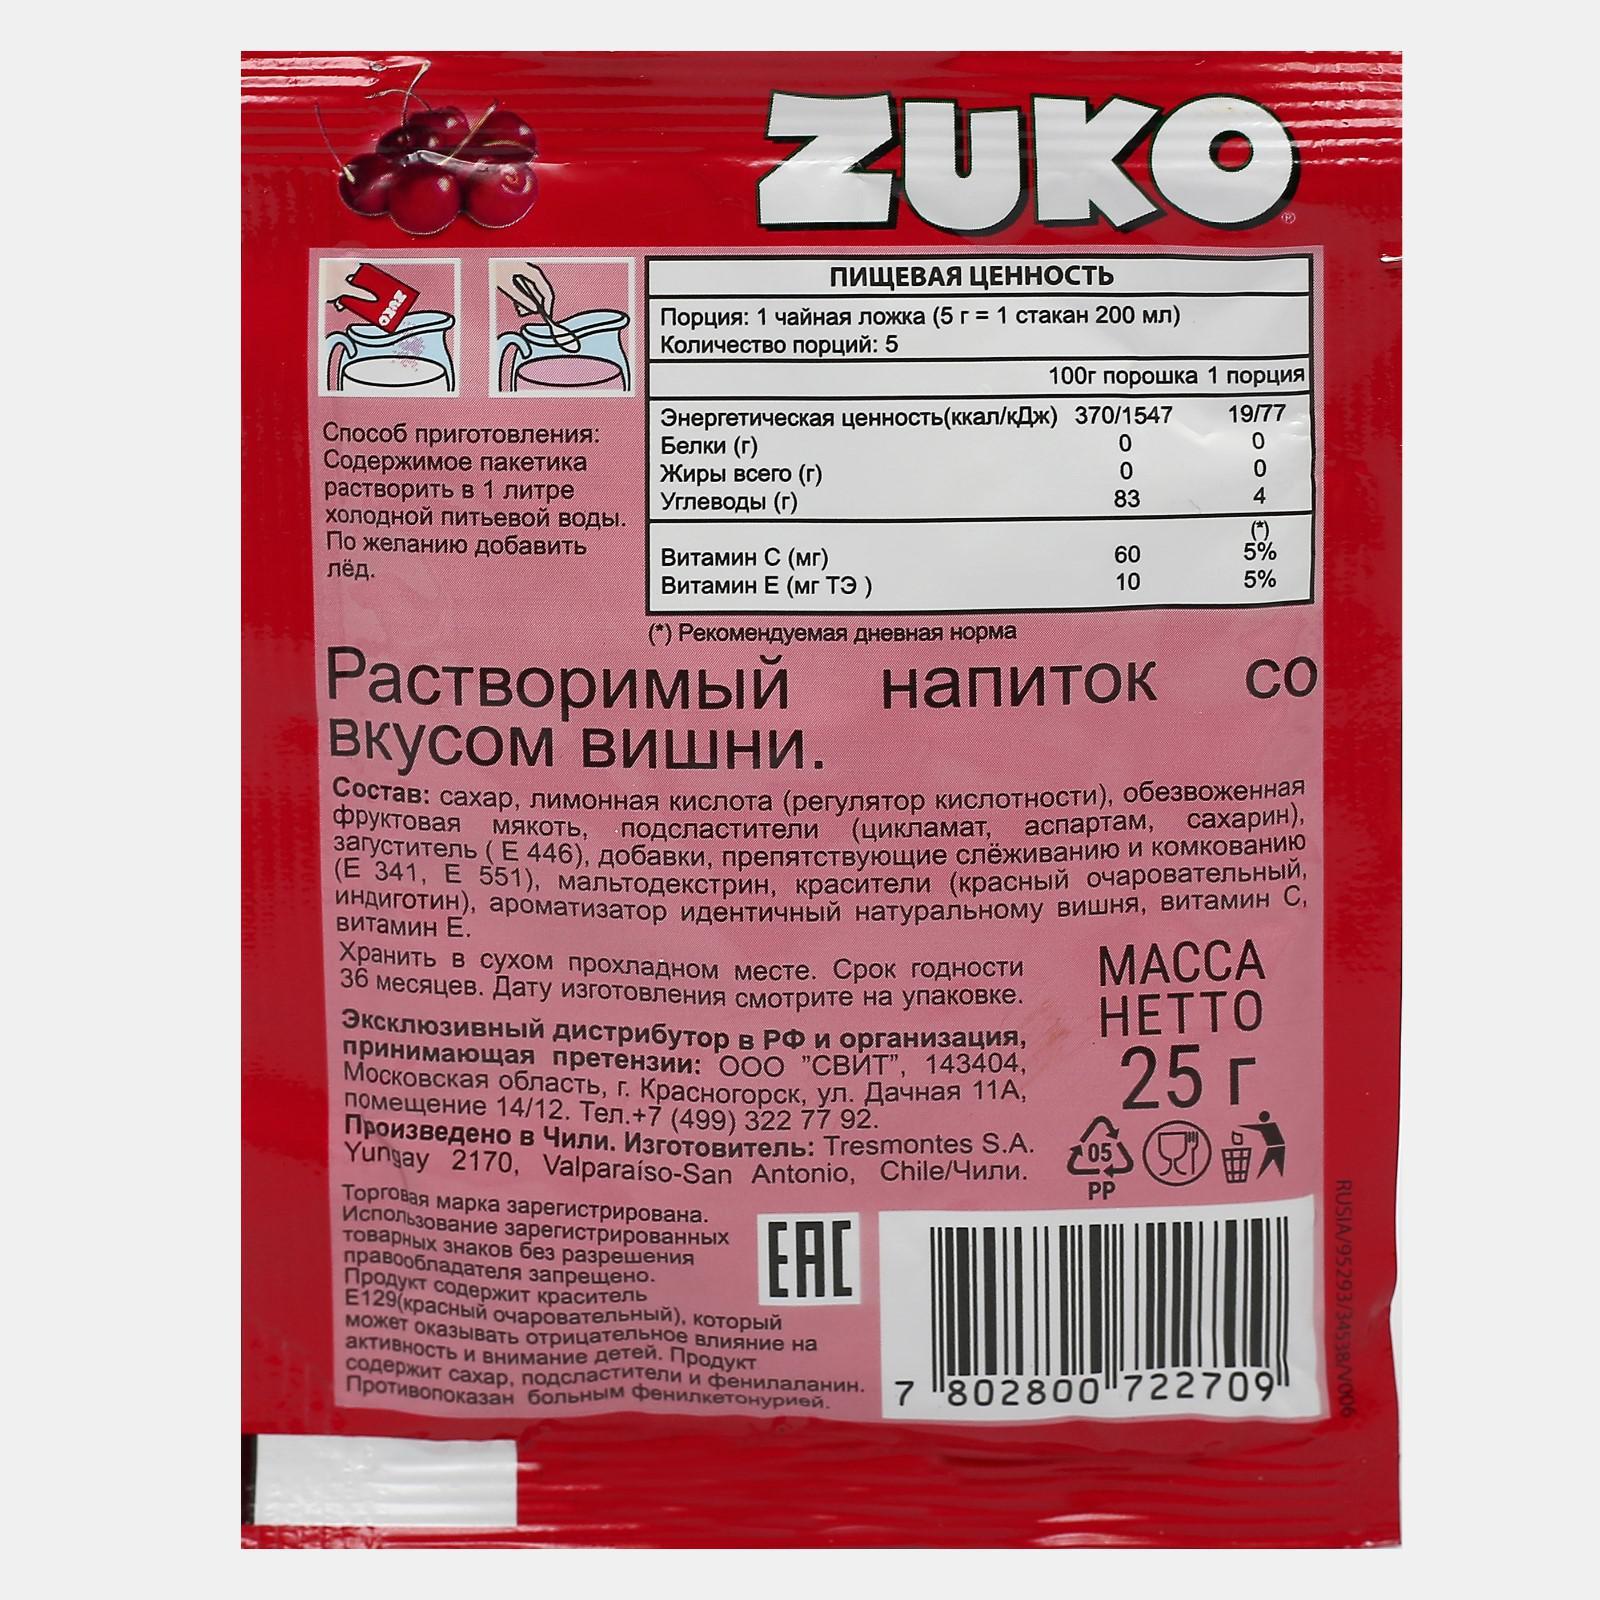 ZUKO
ZUKO
ПИЩЕВАЯ ЦЕННОСТЬ
Порция: 1 чайная ложка (5 г = 1 стакан 200 мл)
Количество порций: 5
100г порошка 1 порция
Энергетическая ценность(ккал/кДж) 370/1547 19/77
Белки (г) 0 0
Жиры всего (г) 0 0
Углеводы (г) 83 4
(*)
Витамин С (мг) 60 5%
Витамин Е (мг ТЭ ) 10 5%
(*) Рекомендуемая дневная норма
Способ приготовления:
Содержимое пакетика
растворить в 1 литре
холодной питьевой воды.
По желанию добавить
лёд.
Растворимый напиток со
вкусом вишни.
Состав: сахар, лимонная кислота (регулятор кислотности), обезвоженная
фруктовая мякоть, подсластители (цикламат, аспартам, сахарин),
загуститель ( Е 446), добавки, препятствующие слёживанию и комкованию
(Е 341, Е 551), мальтодекстрин, красители (красный очаровательный,
индиготин), ароматизатор идентичный натуральному вишня, витамин С,
витамин Е.
Хранить в сухом прохладном месте. Срок годности
36 месяцев. Дату изготовления смотрите на упаковке.
Эксклюзивный дистрибутор в РФ и организация,
принимающая претензии: ООО "СВИТ", 143404,
Московская область, г. Красногорск, ул. Дачная 11А,
помещение 14/12. Тел.+7 (499) 322 77 92.
Произведено в Чили. Изготовитель: Tresmontes S.A.
Yungay 2170, Valparaíso-San Antonio, Chile/Чили.
МАССА
НЕТТО
25 г
05
PP
Торговая марка зарегистрирована.
Использование зарегистрированных
товарных знаков без разрешения
правообладателя запрещено.
Продукт содержит краситель
Е129(красный очаровательный), который
может оказывать отрицательное влияние на
активность и внимание детей. Продукт
содержит сахар, подсластители и фенилаланин.
Противопоказан больным фенилкетонурией.
EAC
7 802800 722709
RUSIA/95293/34538/V006